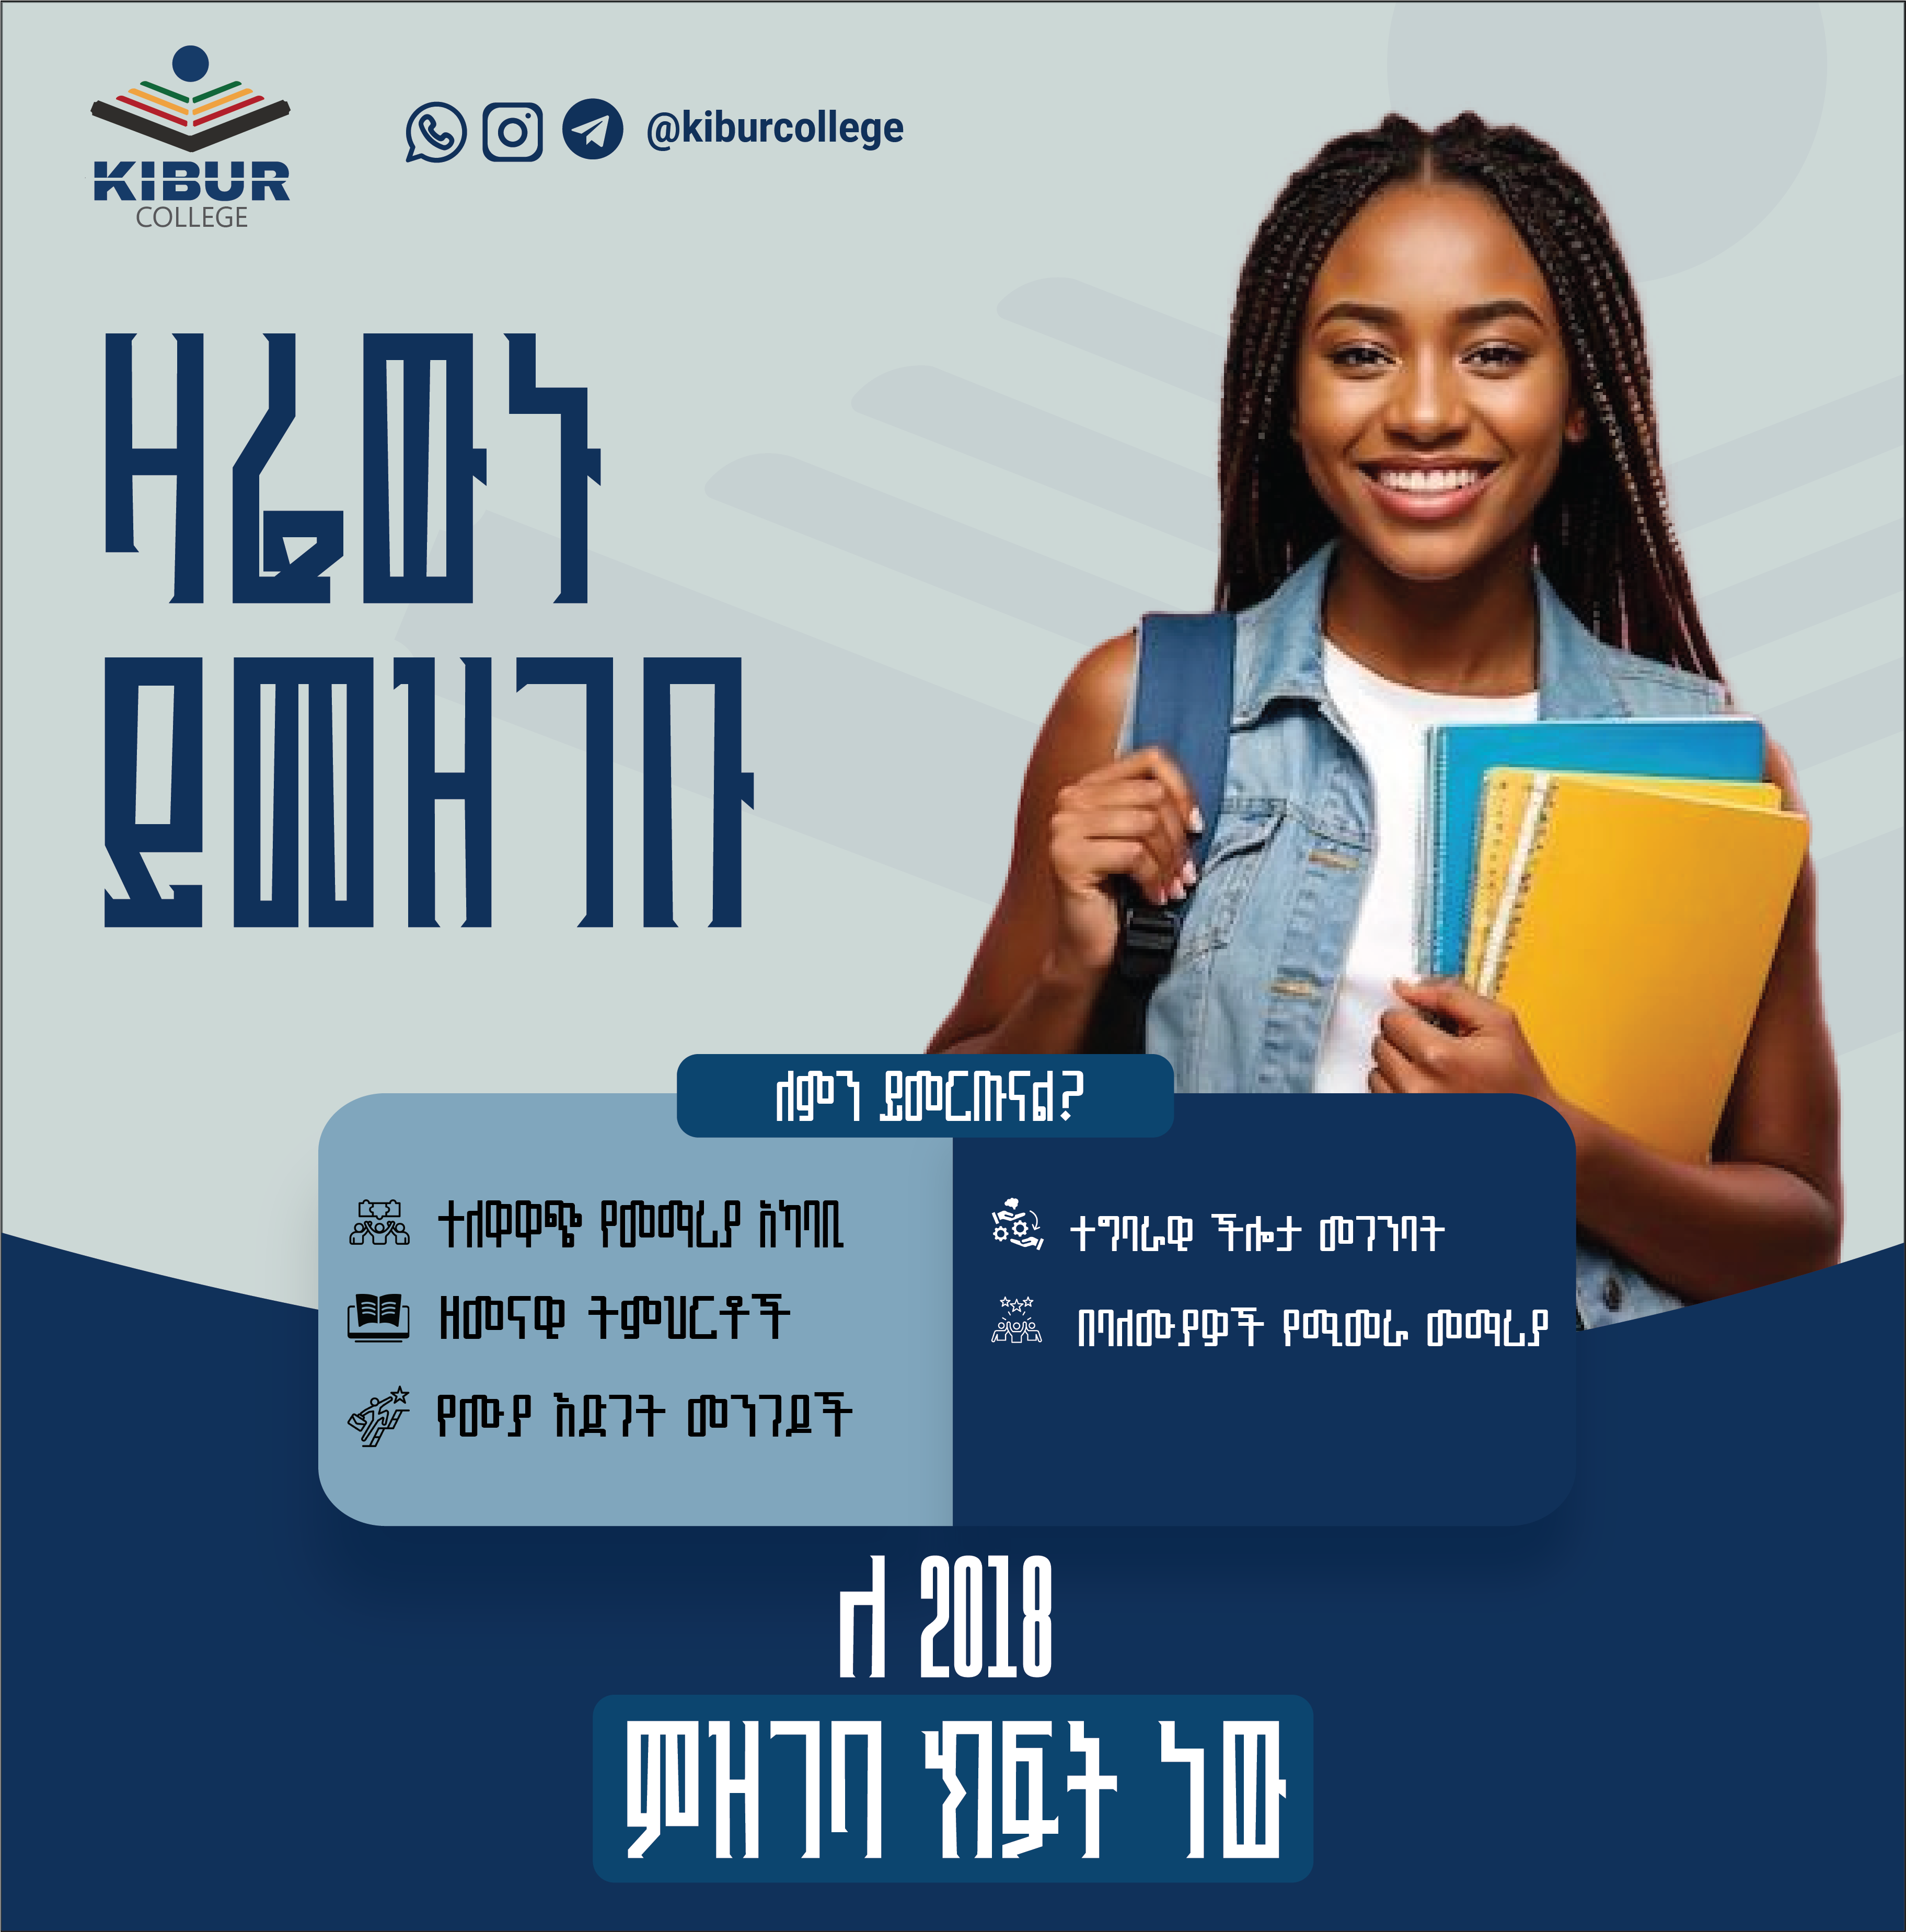 KIBUR
COLLEGE
@kiburcollege
ዛሬውኑ
ይመዝገቡ
ለምን ይመርጡናል?
ተለዋዋጭ የመማሪያ አካባቢ
ዘመናዊ ትምህርቶች
የሙያ እድገት መንገዶች
ተግባራዊ ችሎታ መገንባት
በባለሙያዎች የሚመራ መማሪያ
ለ 2018
ምዝገባ ክፍት ነው